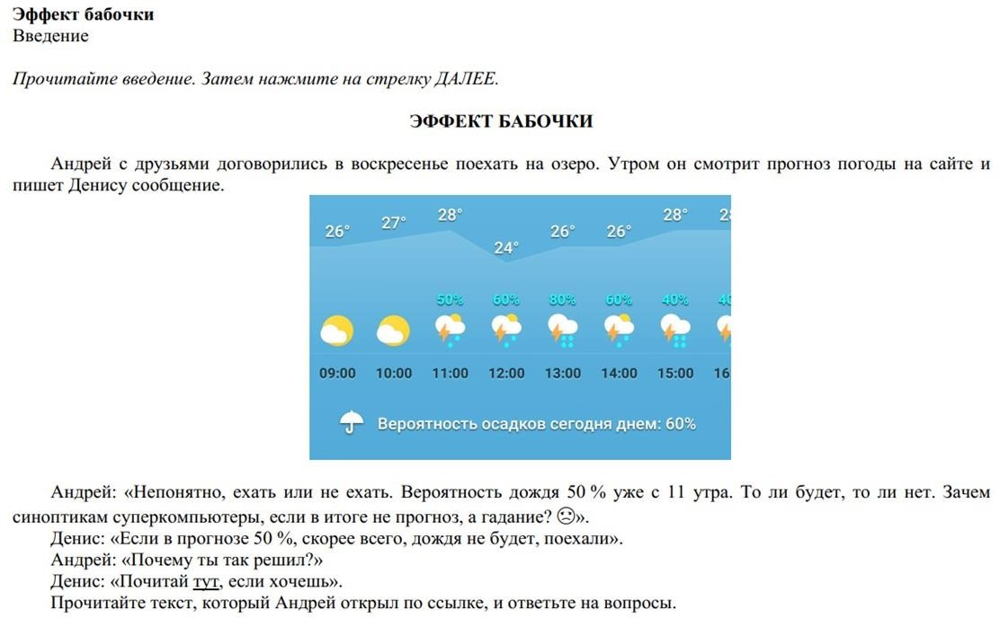 Эффект бабочки
Введение
Прочитайте введение. Затем нажмите на стрелку ДАЛЕЕ.
ЭФФЕКТ БАБОЧКИ
Андрей с друзьями договорились в воскресенье поехать на озеро. Утром он смотрит прогноз погоды на сайте и
пишет Денису сообщение.
26° 27° 28° 24° 26° 26° 28° 28
50% 60% 80% 60% 40% 40
09:00 10:00 11:00 12:00 13:00 14:00 15:00 16
Вероятность осадков сегодня днем: 60%
Андрей: «Непонятно, ехать или не ехать. Вероятность дождя 50 % уже с 11 утра. То ли будет, то ли нет. Зачем
синоптикам суперкомпьютеры, если в итоге не прогноз, а гадание? ☹».
Денис: «Если в прогнозе 50 %, скорее всего, дождя не будет, поехали».
Андрей: «Почему ты так решил?»
Денис: «Почитай тут, если хочешь».
Прочитайте текст, который Андрей открыл по ссылке, и ответьте на вопросы.